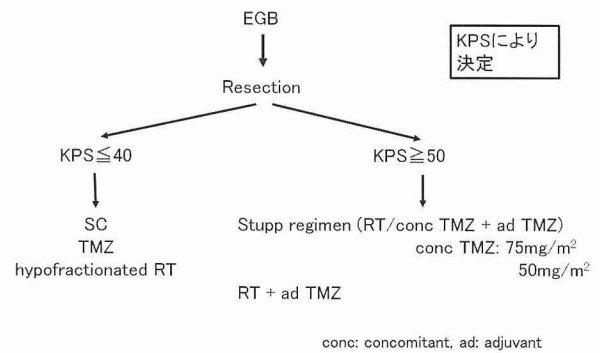 EGB
KPSにより
決定
Resection
KPS≦40
KPS≧50
SC
TMZ
hypofractionated RT
Stupp regimen (RT/conc TMZ + ad TMZ)
conc TMZ: 75mg/m²
50mg/m²
RT + ad TMZ
conc: concomitant, ad: adjuvant